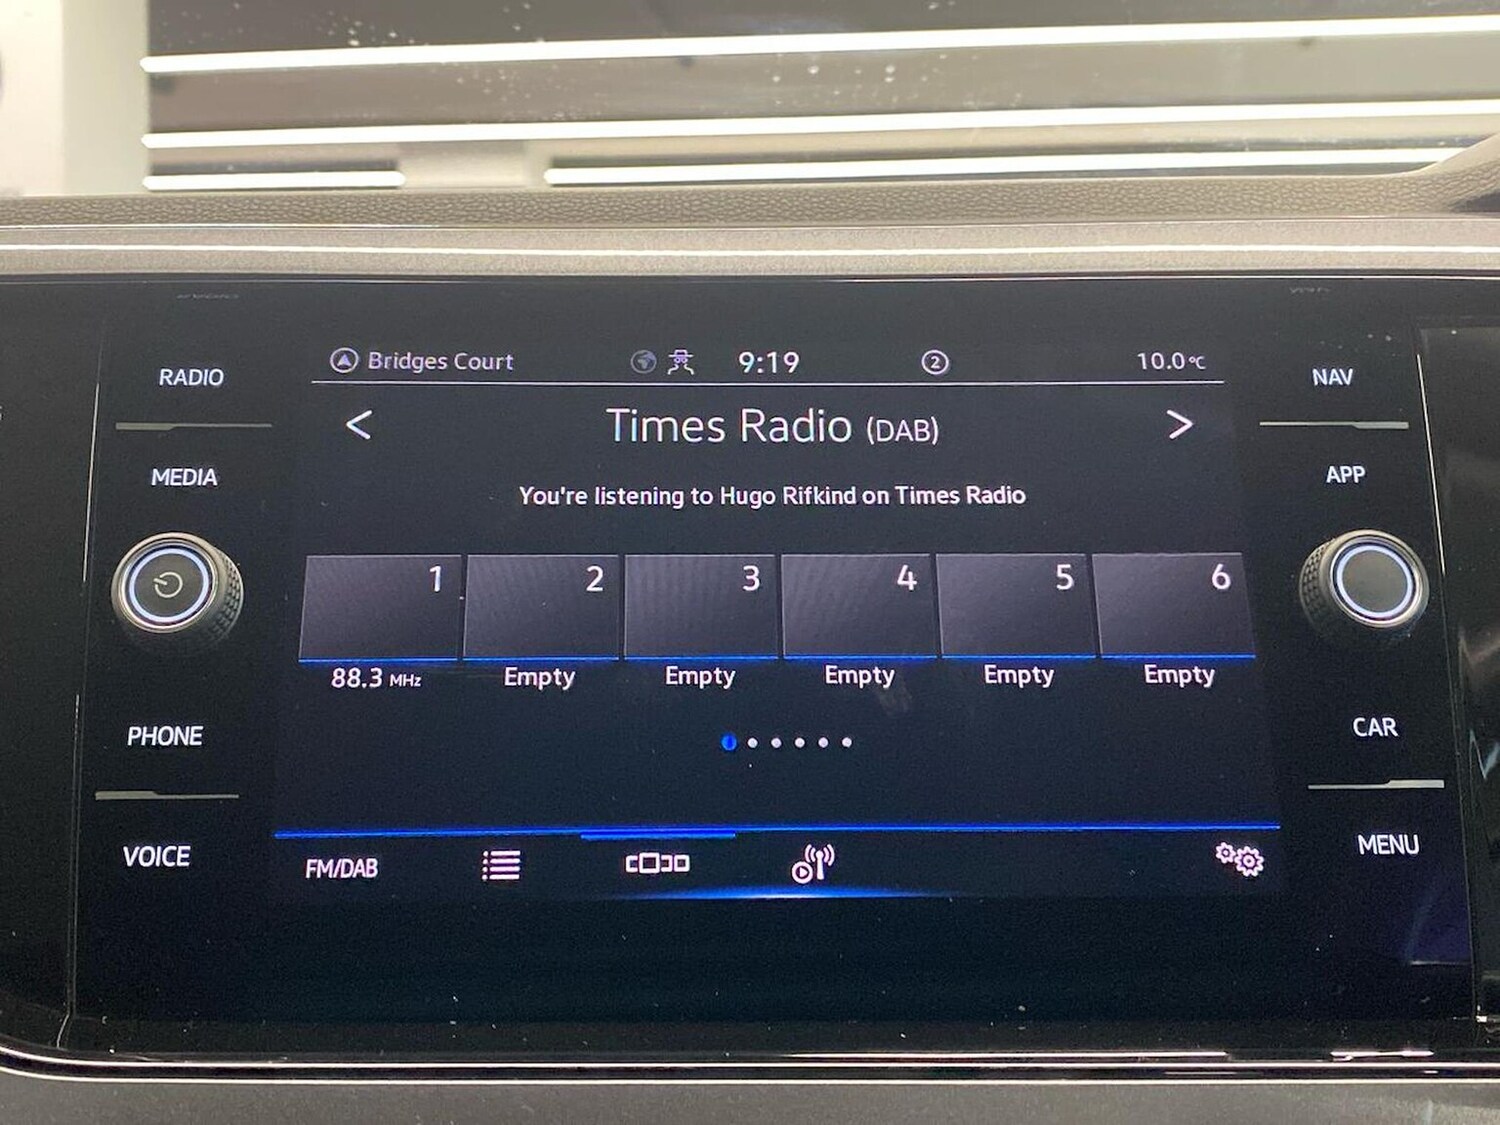 RADIO
MEDIA
PHONE
VOICE
Bridges Court 9:19 2 10.0°C
< Times Radio (DAB) >
You're listening to Hugo Rifkind on Times Radio
1 2 3 4 5 6
88.3 MHz Empty Empty Empty Empty Empty
FM/DAB
NAV
APP
CAR
MENU